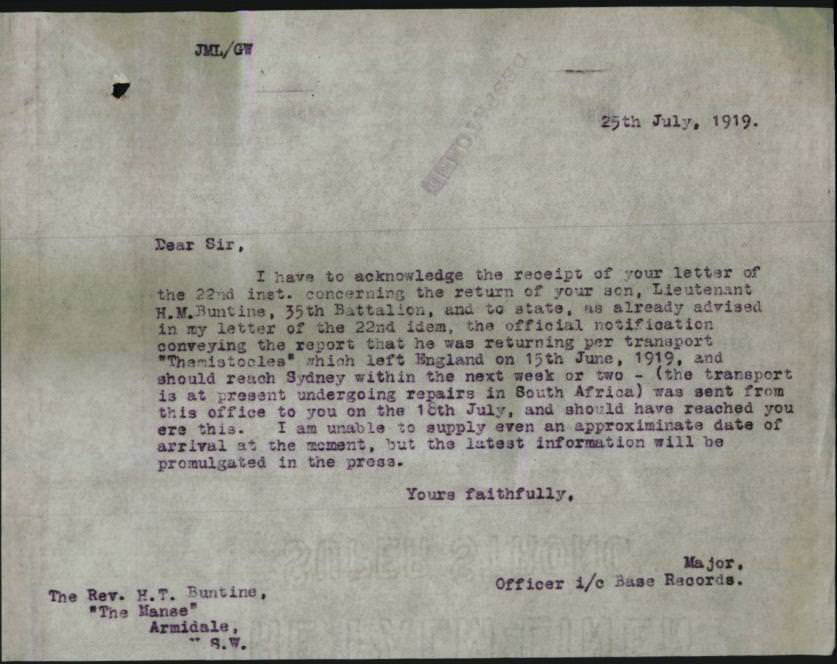 JML/GW
DESPATCHED
25th July, 1919.
Dear Sir,
I have to acknowledge the receipt of your letter of
the 22nd inst. concerning the return of your son, Lieutenant
H.M.Buntine, 35th Battalion, and to state, as already advised
in my letter of the 22nd idem, the official notification
conveying the report that he was returning per transport
"Themistocles" which left England on 15th June, 1919, and
should reach Sydney within the next week or two - (the transport
is at present undergoing repairs in South Africa) was sent from
this office to you on the 18th July, and should have reached you
ere this. I am unable to supply even an approximinate date of
arrival at the moment, but the latest information will be
promulgated in the press.
Yours faithfully,
Major,
Officer i/c Base Records.
The Rev. H.T. Buntine,
"The Manse"
Armidale,
N.S.W.